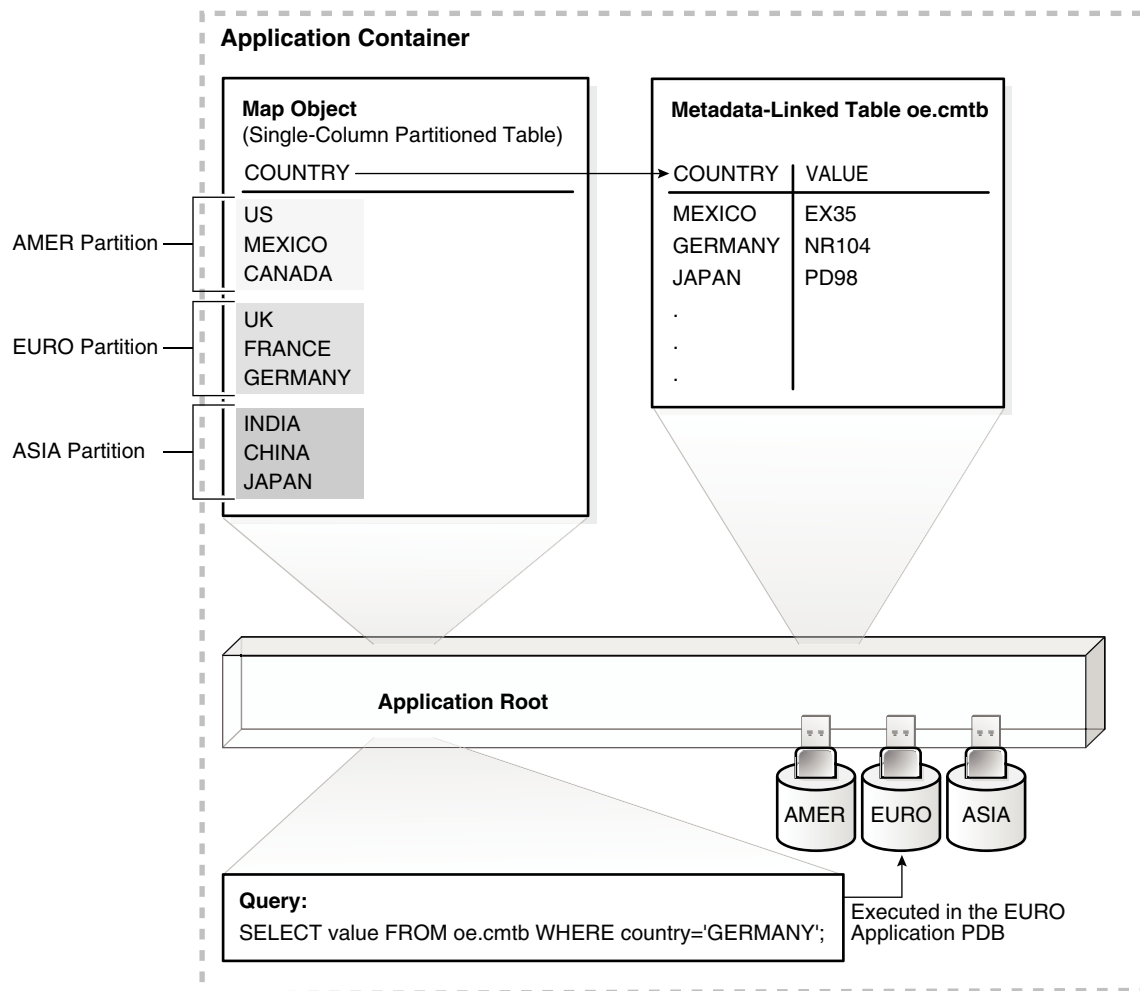 Application Container
Map Object
(Single-Column Partitioned Table)
COUNTRY
AMER Partition
US
MEXICO
CANADA
EURO Partition
UK
FRANCE
GERMANY
ASIA Partition
INDIA
CHINA
JAPAN
Metadata-Linked Table oe.cmtb
COUNTRY VALUE
MEXICO EX35
GERMANY NR104
JAPAN PD98
.
.
.
Application Root
AMER
EURO
ASIA
Query:
SELECT value FROM oe.cmtb WHERE country='GERMANY';
Executed in the EURO
Application PDB